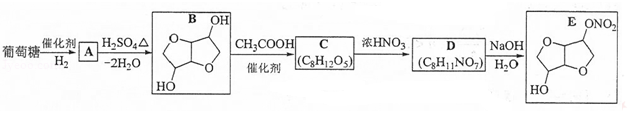 葡萄糖 催化剂 H₂ A H₂SO₄△ -2H₂O B OH O O HO CH₃COOH 催化剂 C (C₈H₁₂O₅) 浓HNO₃ D (C₈H₁₁NO₇) NaOH H₂O E ONO₂ O O HO